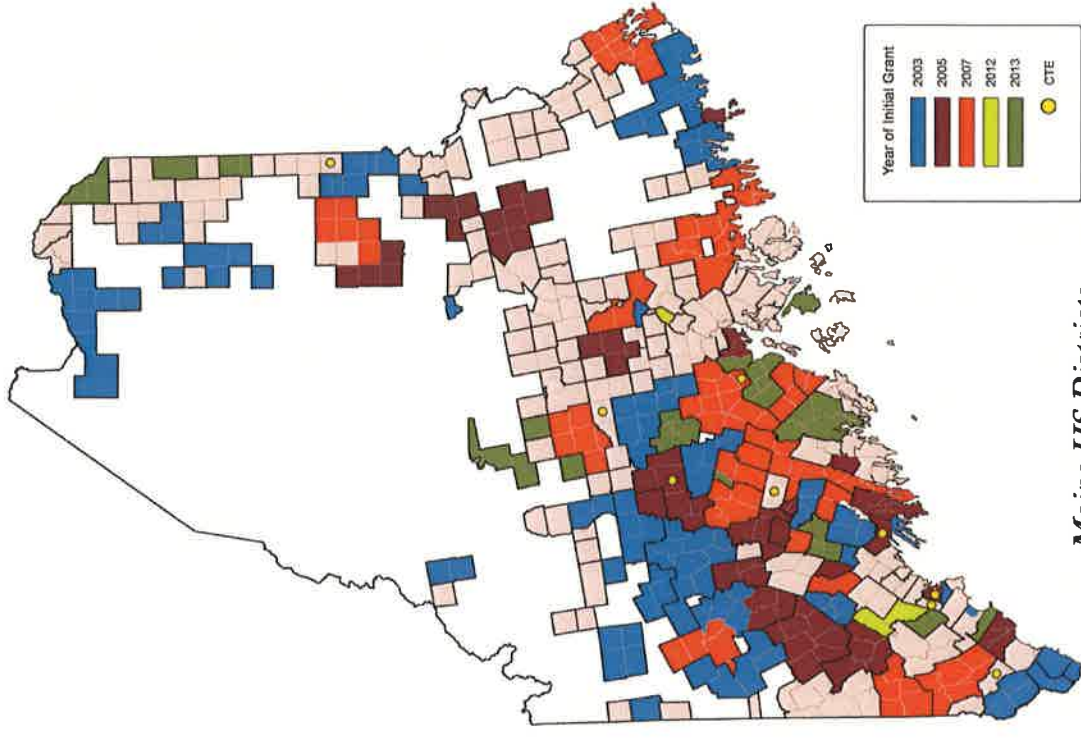 Year of Initial Grant
2003
2005
2007
2012
2013
CTE
Maine HS Districts